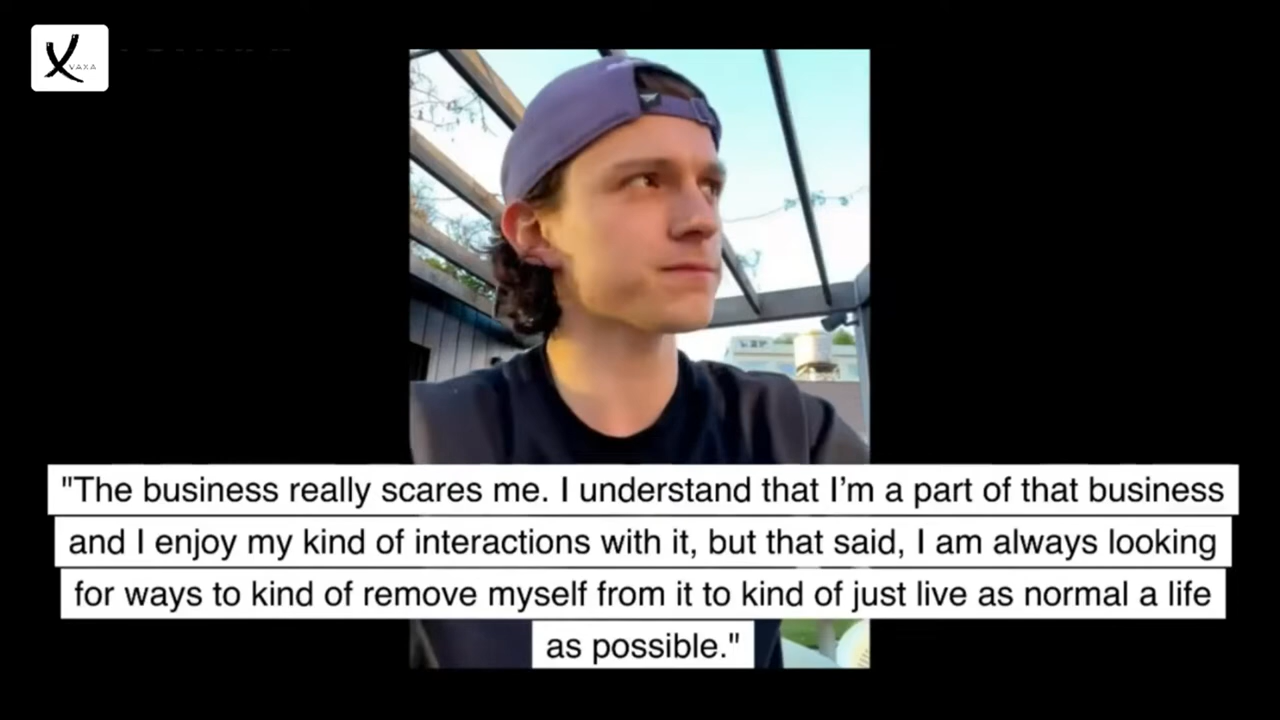 VAXA
"The business really scares me. I understand that I'm a part of that business
and I enjoy my kind of interactions with it, but that said, I am always looking
for ways to kind of remove myself from it to kind of just live as normal a life
as possible."